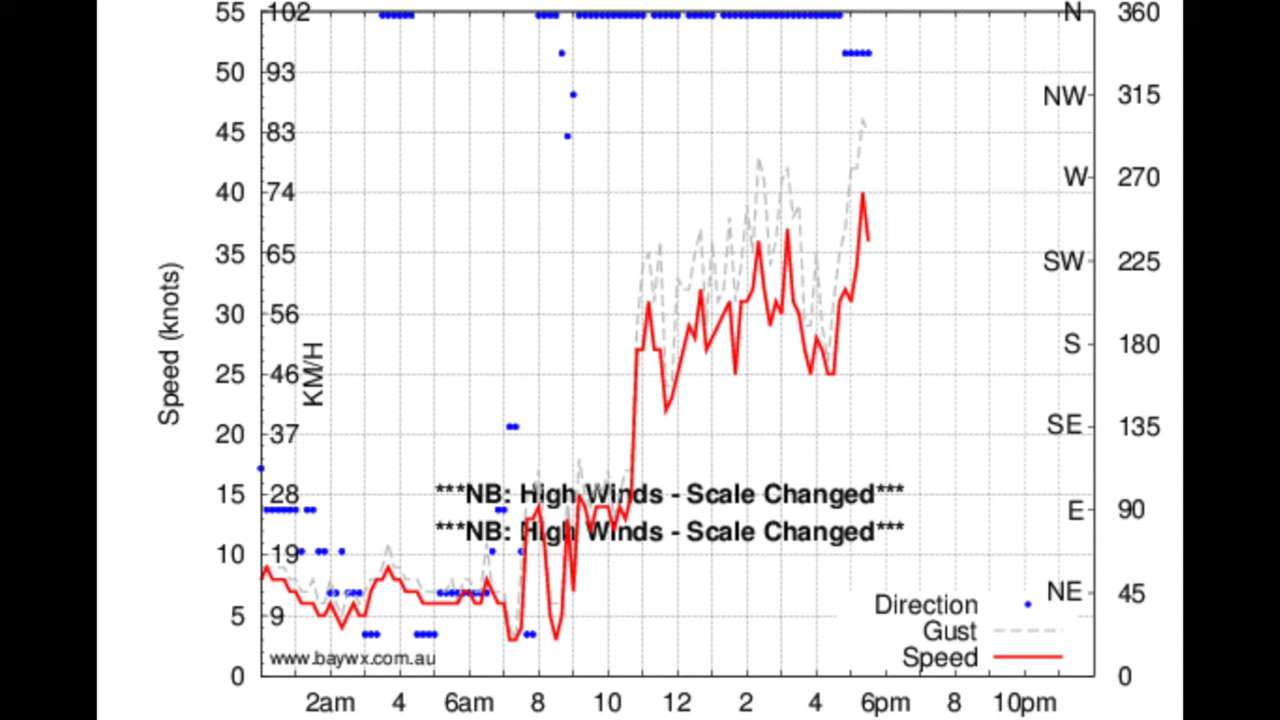 55 102 N 360
50 93
NW 315
45 83
40 74 W 270
35 65 SW 225
Speed (knots)
30 56
S 180
25 46
KM/H
20 37 SE 135
***NB: High Winds - Scale Changed***
15 28 E 90
***NB: High Winds - Scale Changed***
10 19
NE 45
Direction
5 9
Gust
Speed
www.baywx.com.au
0 0
2am 4 6am 8 10 12 2 4 6pm 8 10pm